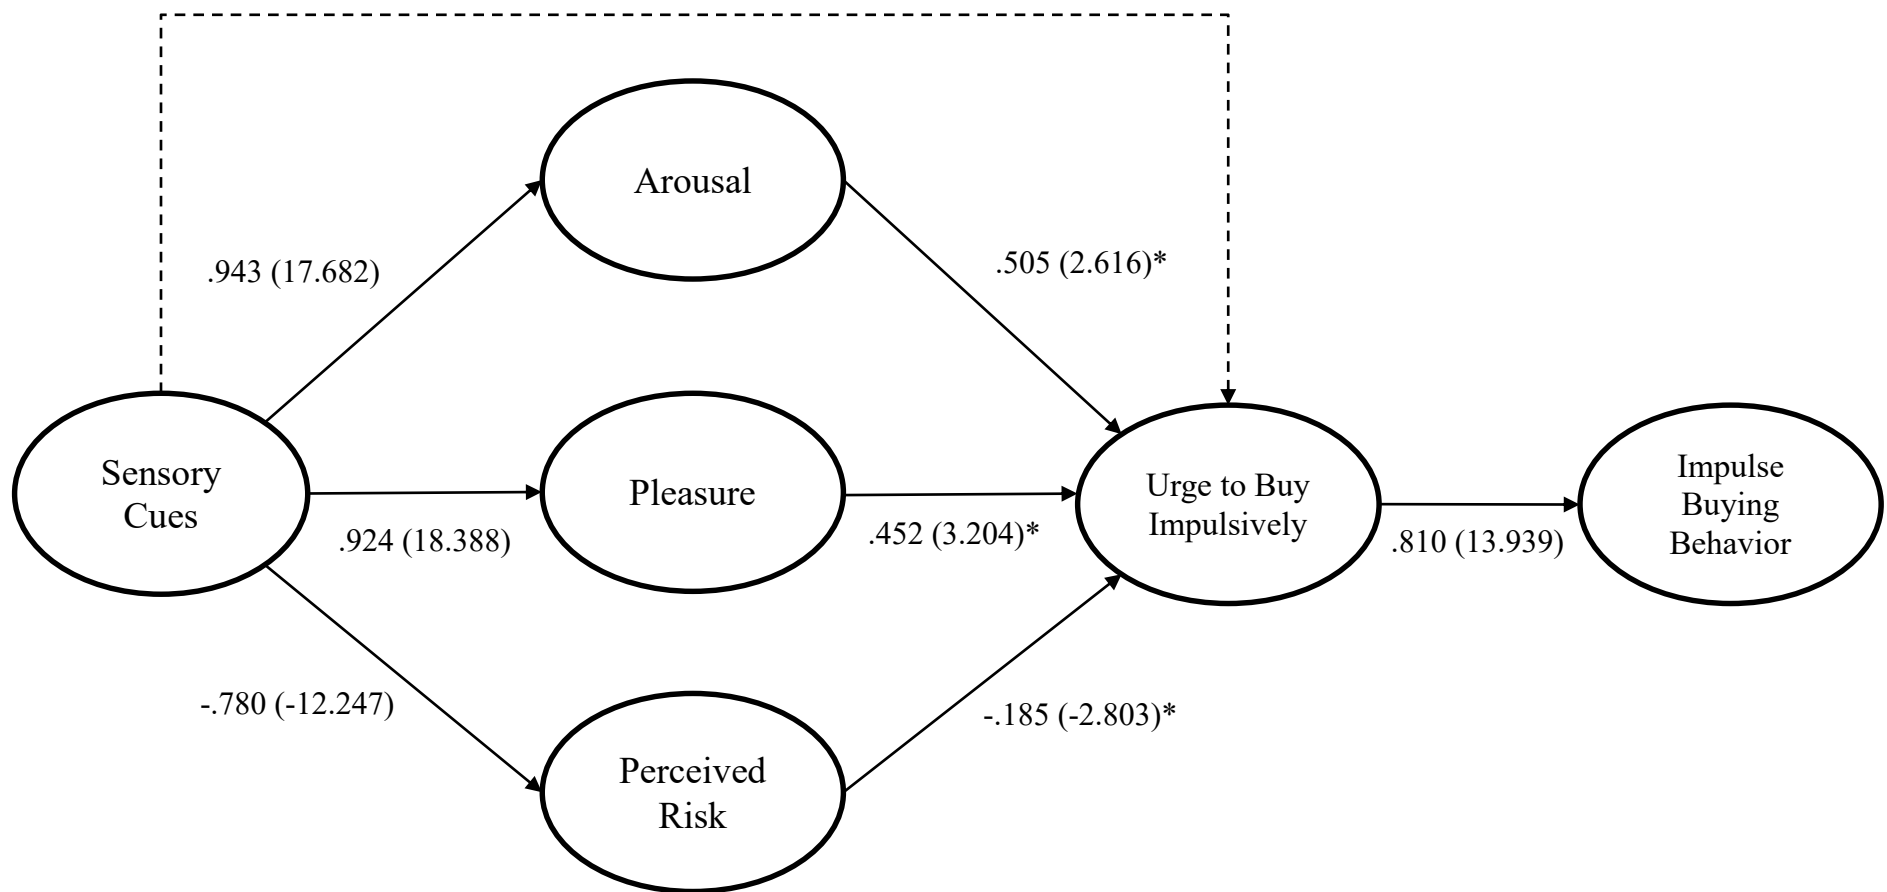 Arousal
.943 (17.682)
.505 (2.616)*
Sensory
Cues
Pleasure
Urge to Buy
Impulsively
Impulse
Buying
Behavior
.924 (18.388)
.452 (3.204)*
.810 (13.939)
-.780 (-12.247)
-.185 (-2.803)*
Perceived
Risk